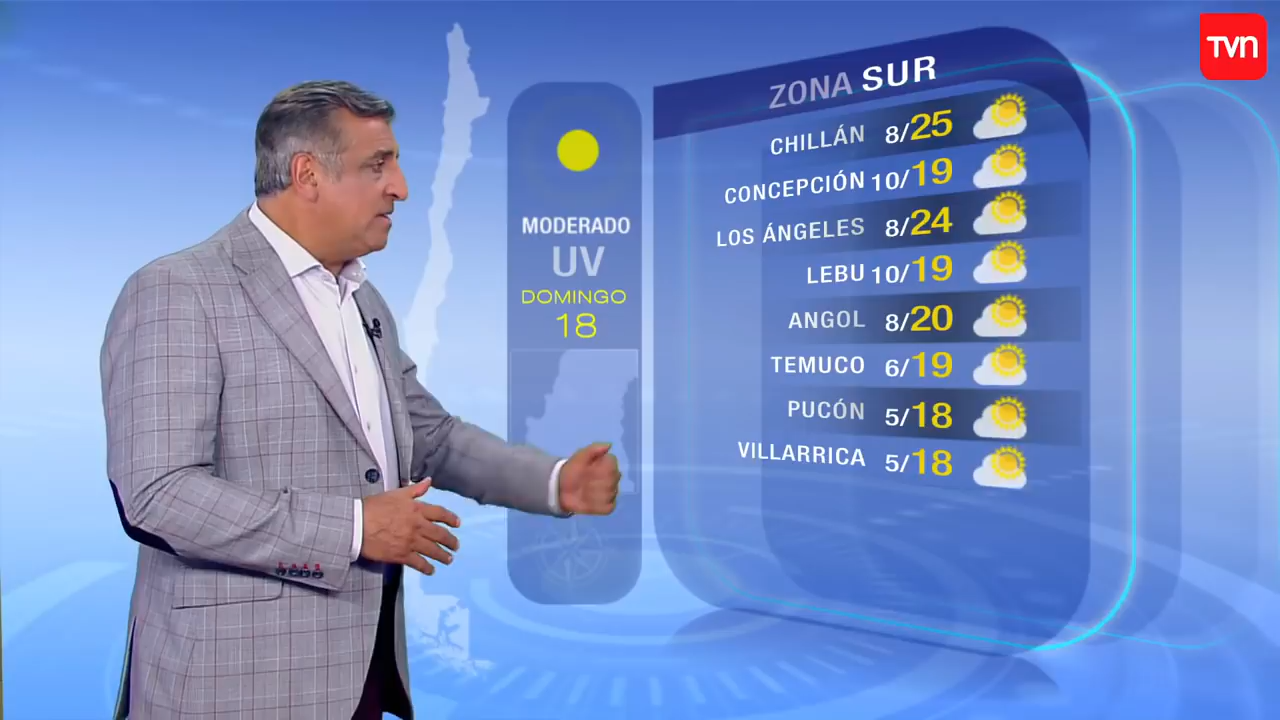 TVN
ZONA SUR
CHILLÁN 8/25
CONCEPCIÓN 10/19
LOS ÁNGELES 8/24
LEBU 10/19
ANGOL 8/20
TEMUCO 6/19
PUCÓN 5/18
VILLARRICA 5/18
MODERADO
UV
DOMINGO
18